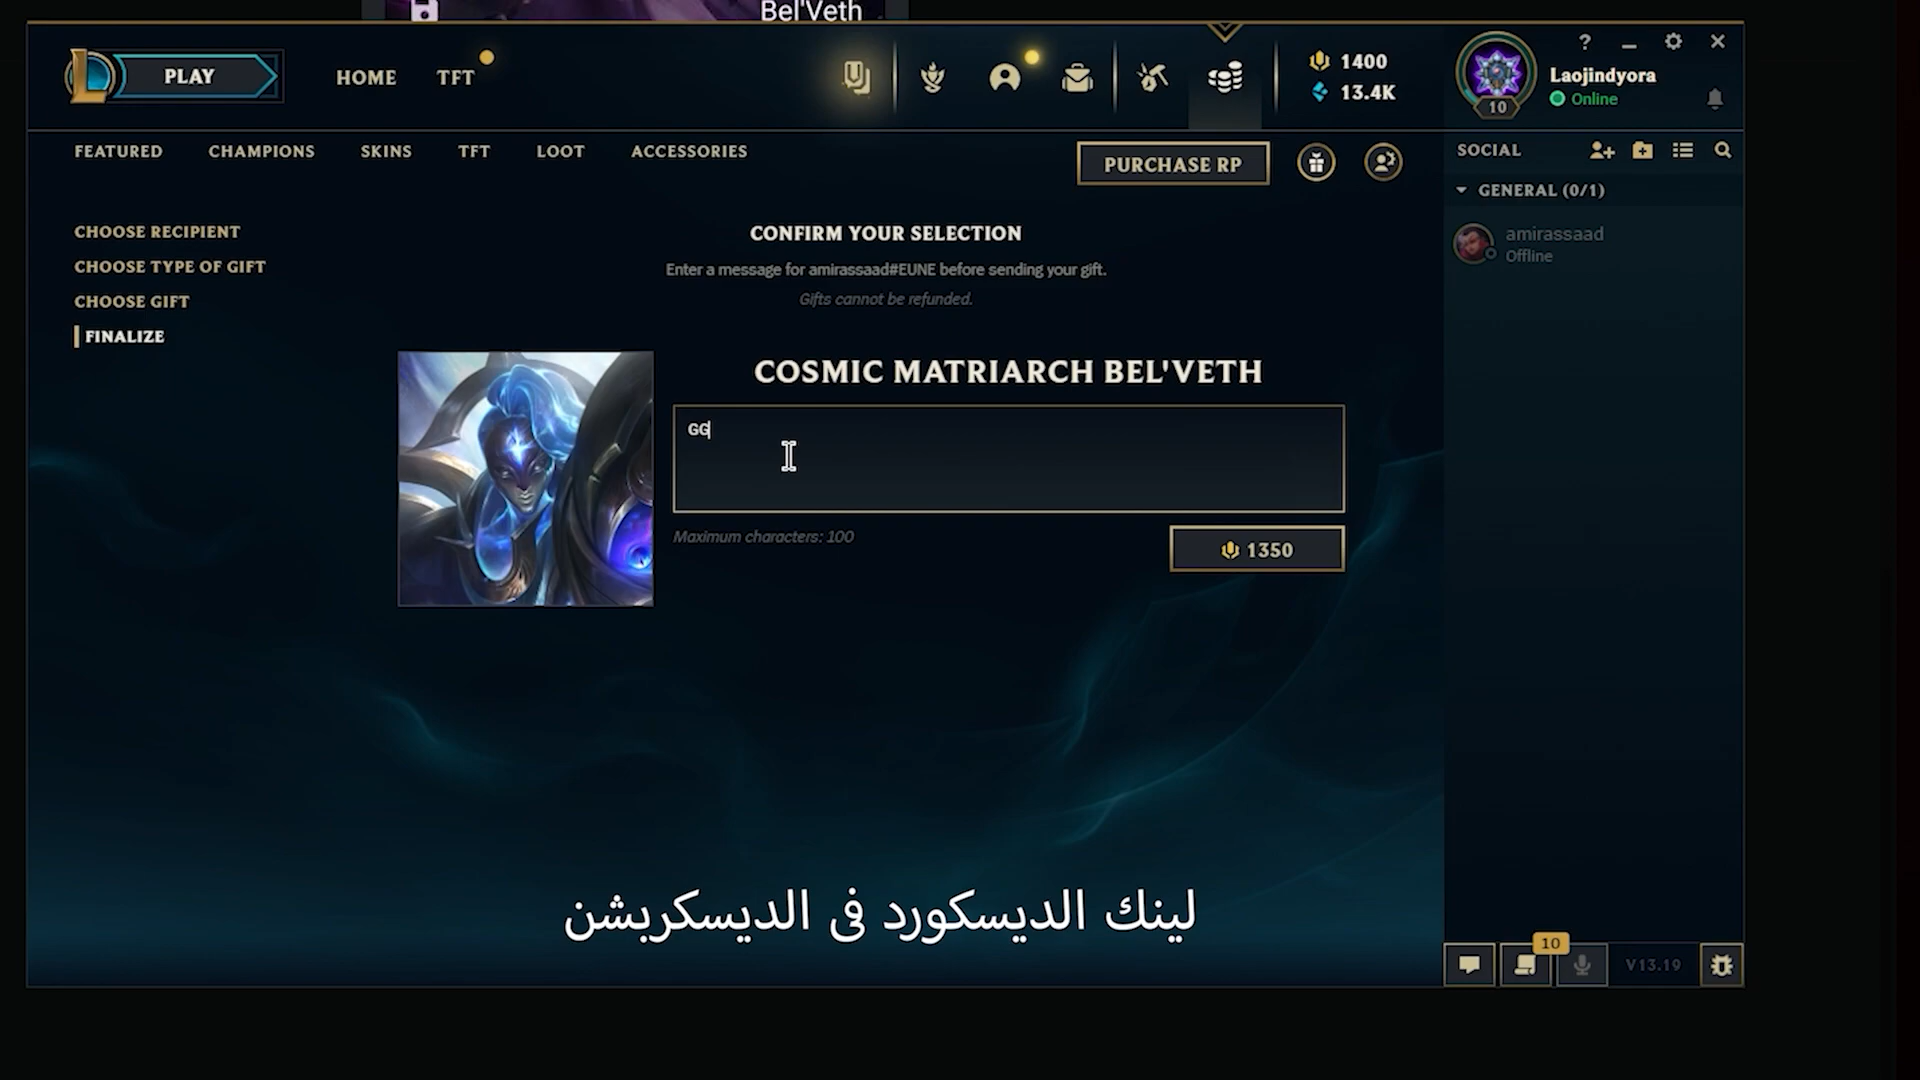 Bel'Veth
PLAY
HOME
TFT
1400
13.4K
10
Laojindyora
Online
FEATURED
CHAMPIONS
SKINS
TFT
LOOT
ACCESSORIES
PURCHASE RP
SOCIAL
GENERAL (0/1)
amirassaad
Offline
CHOOSE RECIPIENT
CHOOSE TYPE OF GIFT
CHOOSE GIFT
FINALIZE
CONFIRM YOUR SELECTION
Enter a message for amirassaad#EUNE before sending your gift.
Gifts cannot be refunded.
COSMIC MATRIARCH BEL'VETH
GG
Maximum characters: 100
1350
لينك الديسكورد فى الديسكربشن
10
V13.19